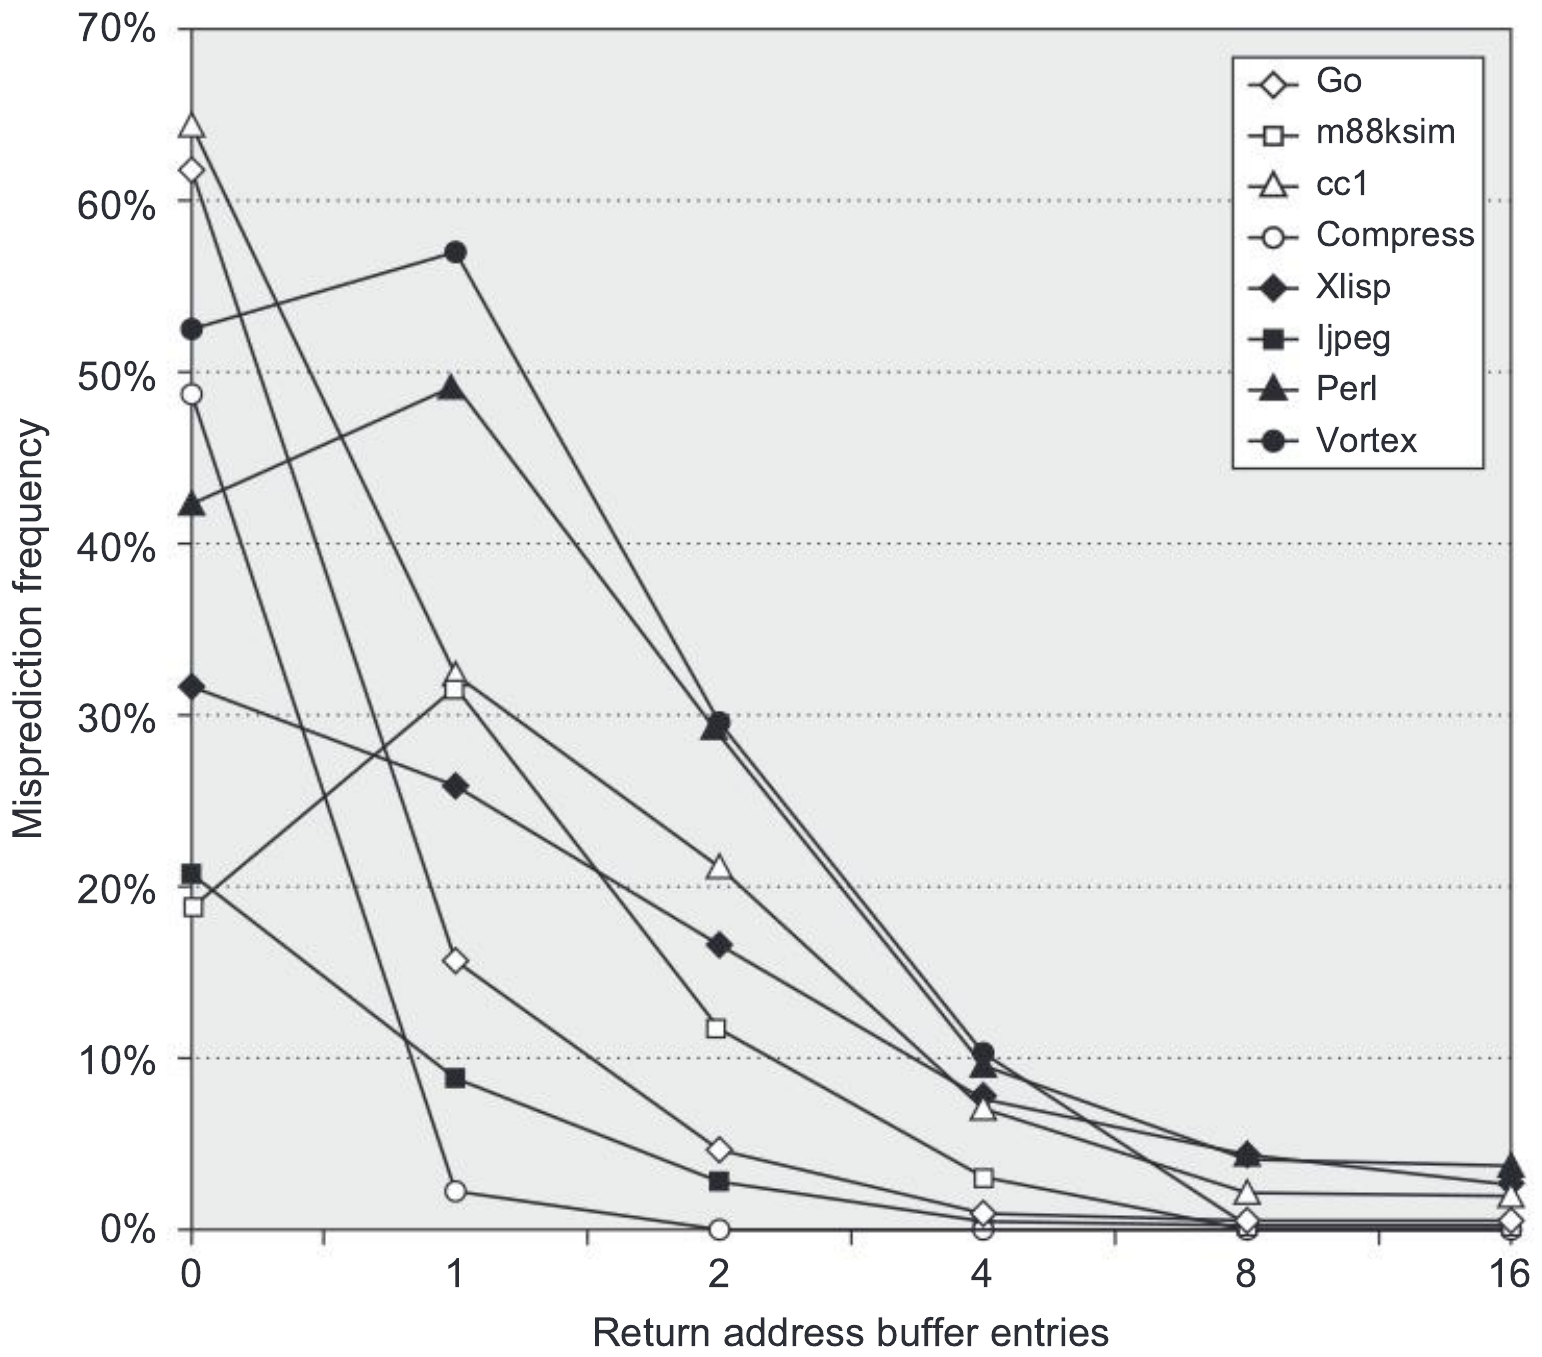 70%
60%
50%
40%
30%
20%
10%
0%
Misprediction frequency
0 1 2 4 8 16
Return address buffer entries
Go
m88ksim
cc1
Compress
Xlisp
Ijpeg
Perl
Vortex